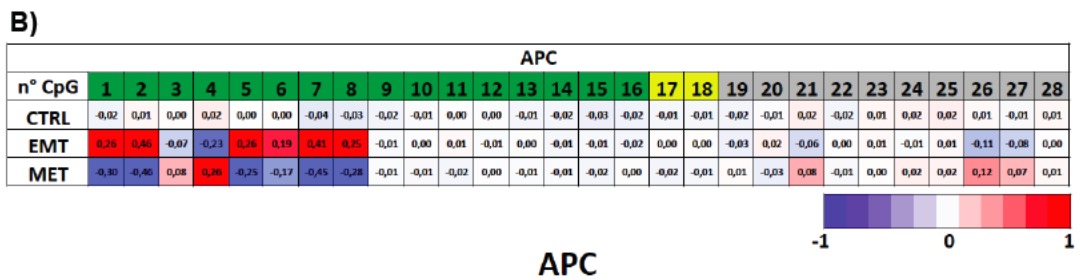 B)
APC
n° CpG 1 2 3 4 5 6 7 8 9 10 11 12 13 14 15 16 17 18 19 20 21 22 23 24 25 26 27 28
CTRL -0,02 0,01 0,00 0,02 0,00 0,00 -0,04 -0,03 -0,02 -0,01 0,00 0,00 -0,01 -0,02 -0,03 -0,02 -0,01 -0,01 -0,02 -0,01 0,02 -0,02 0,01 0,02 0,02 0,01 -0,01 0,01
EMT 0,26 0,46 -0,07 -0,23 0,26 0,19 0,41 0,25 -0,01 0,00 0,01 -0,01 0,00 -0,01 -0,01 -0,02 0,00 0,00 -0,03 0,02 -0,06 0,00 0,01 -0,01 0,01 -0,11 -0,08 0,00
MET -0,30 -0,46 0,08 0,26 -0,25 -0,17 -0,45 -0,28 -0,01 -0,01 -0,02 0,00 -0,01 -0,01 -0,02 0,00 -0,02 -0,01 0,01 -0,03 0,08 -0,01 0,00 0,02 0,02 0,12 0,07 0,01
-1 0 1
APC